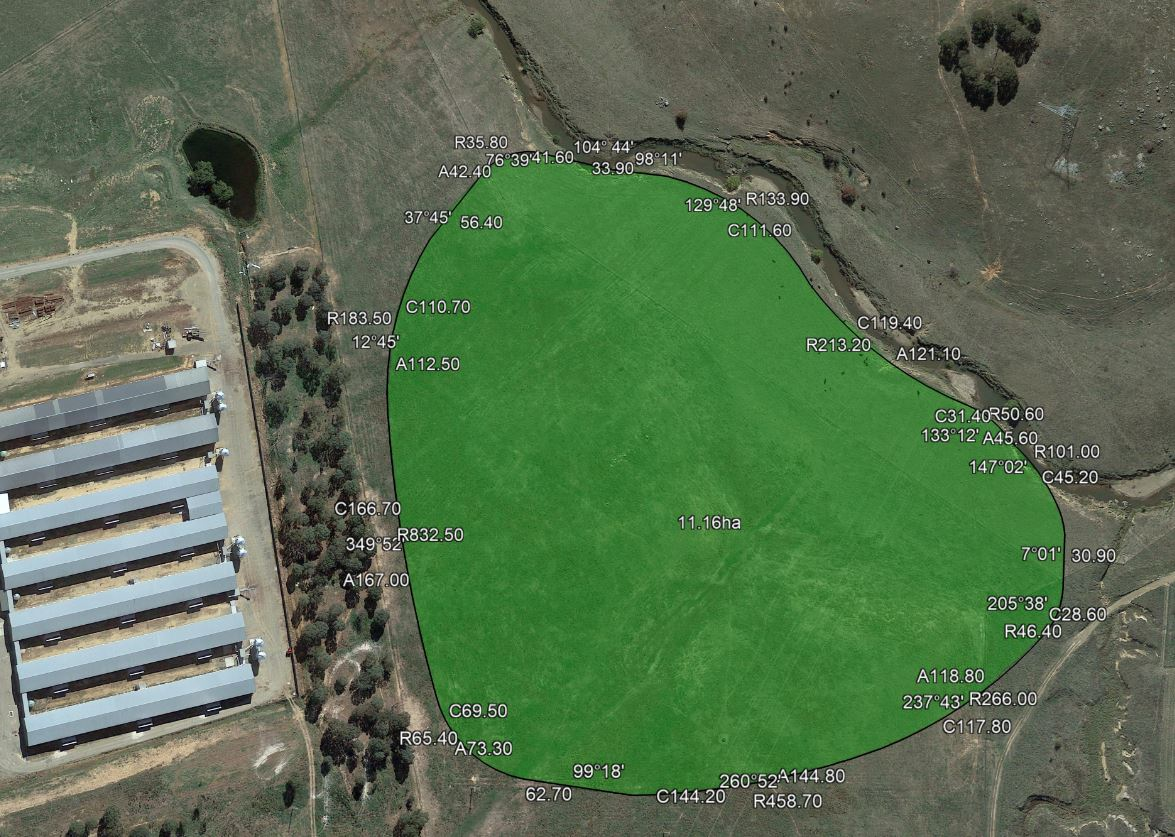 R35.80
104° 44'
76°39'
41.60
98°11'
A42.40
33.90
129°48'
R133.90
37°45'
56.40
C111.60
C110.70
R183.50
C119.40
12°45'
R213.20
A121.10
A112.50
C31.40
R50.60
133°12'
A45.60
R101.00
147°02'
C45.20
C166.70
11.16ha
R832.50
349°52
7°01'
30.90
A167.00
205°38'
C28.60
R46.40
A118.80
237°43'
R266.00
C69.50
C117.80
R65.40
A73.30
99°18'
260°52
A144.80
62.70
C144.20
R458.70